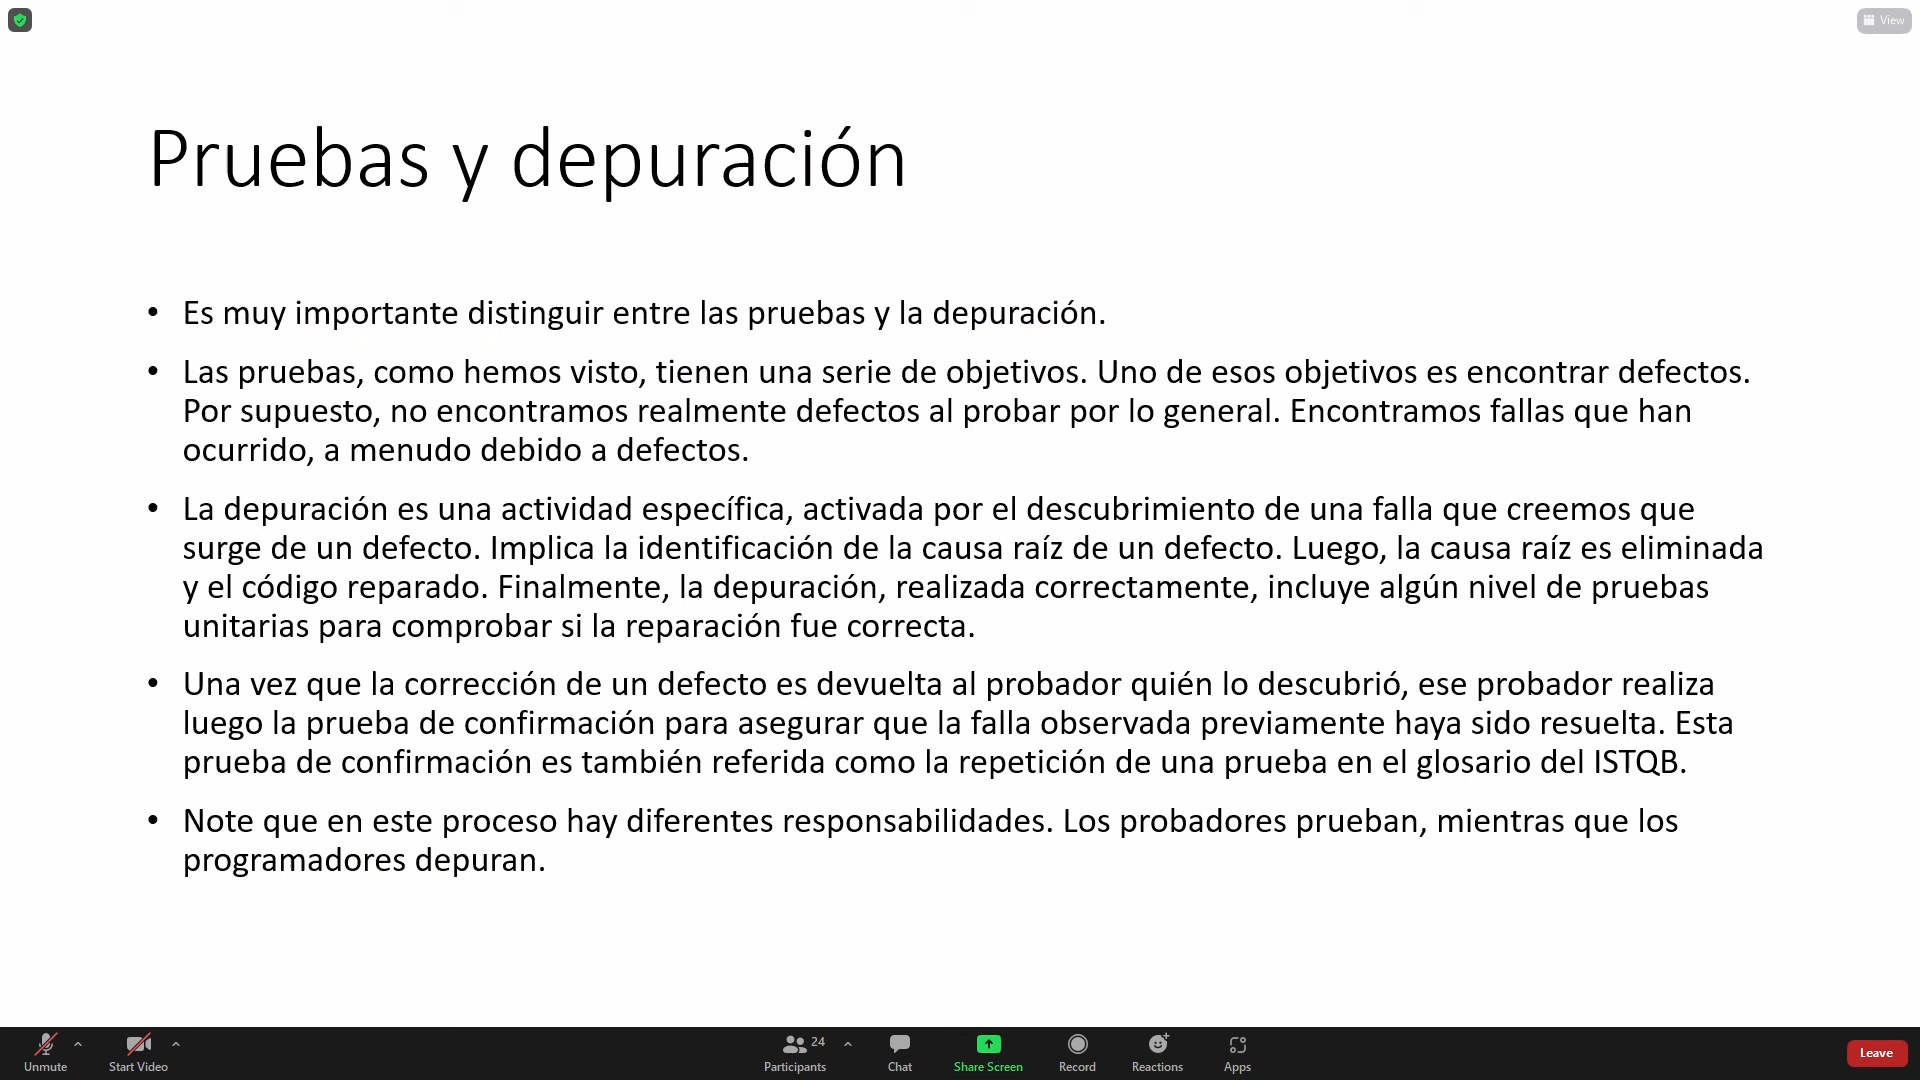 View
Pruebas y depuración
• Es muy importante distinguir entre las pruebas y la depuración.
• Las pruebas, como hemos visto, tienen una serie de objetivos. Uno de esos objetivos es encontrar defectos.
Por supuesto, no encontramos realmente defectos al probar por lo general. Encontramos fallas que han
ocurrido, a menudo debido a defectos.
• La depuración es una actividad específica, activada por el descubrimiento de una falla que creemos que
surge de un defecto. Implica la identificación de la causa raíz de un defecto. Luego, la causa raíz es eliminada
y el código reparado. Finalmente, la depuración, realizada correctamente, incluye algún nivel de pruebas
unitarias para comprobar si la reparación fue correcta.
• Una vez que la corrección de un defecto es devuelta al probador quién lo descubrió, ese probador realiza
luego la prueba de confirmación para asegurar que la falla observada previamente haya sido resuelta. Esta
prueba de confirmación es también referida como la repetición de una prueba en el glosario del ISTQB.
• Note que en este proceso hay diferentes responsabilidades. Los probadores prueban, mientras que los
programadores depuran.
24
Unmute Start Video Participants Chat Share Screen Record Reactions Apps Leave